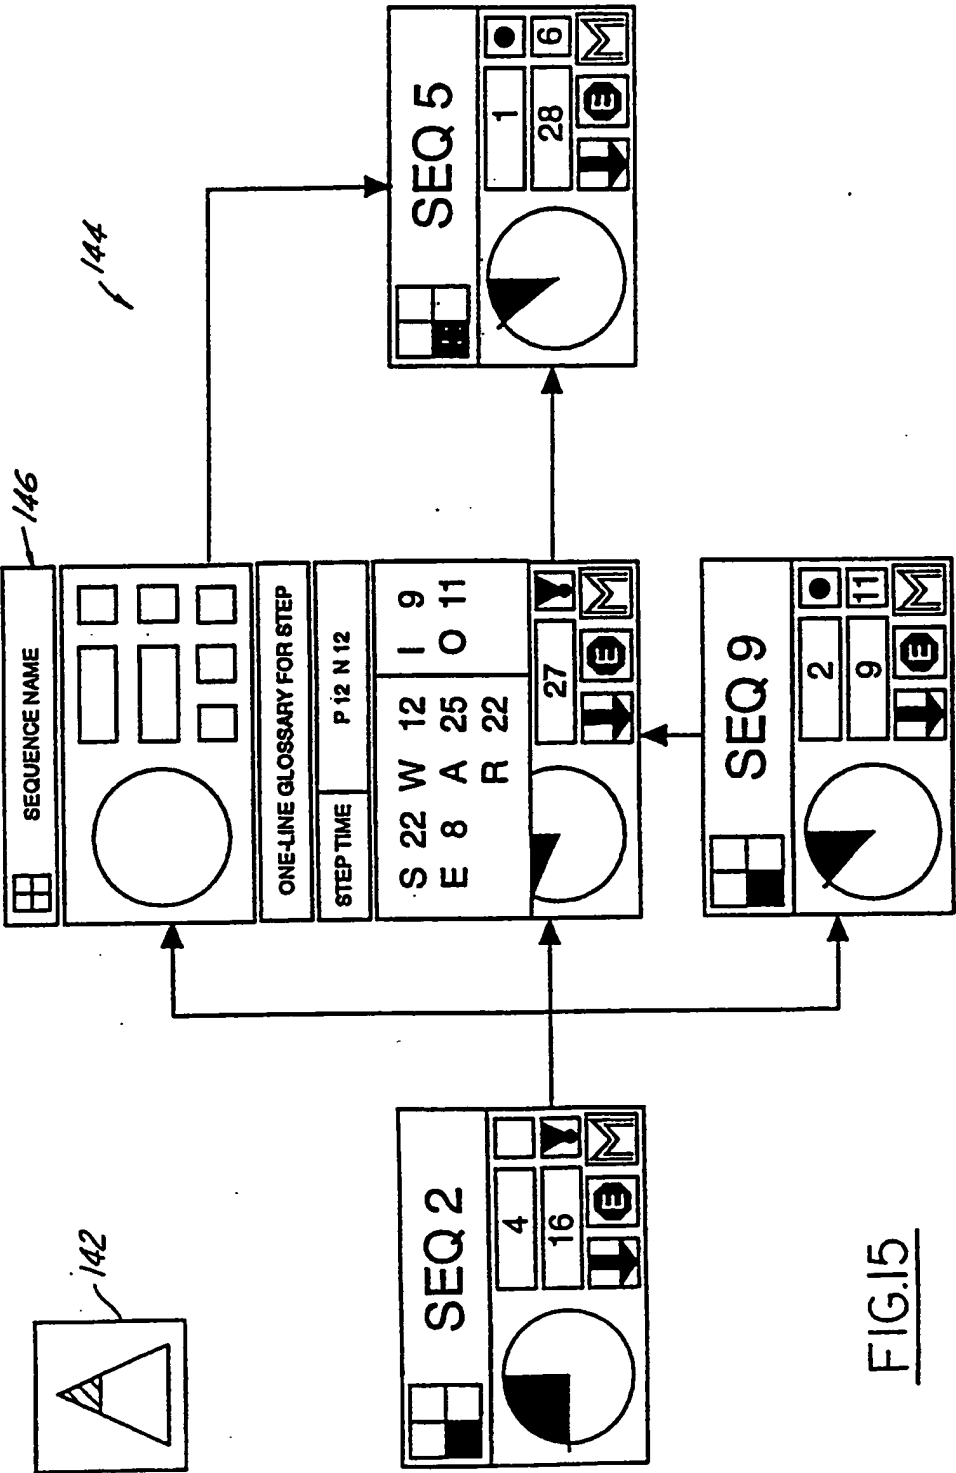 142
144
146
SEQUENCE NAME
ONE-LINE GLOSSARY FOR STEP
STEP TIME
P 12 N 12
S 22 W 12
E 8 A 25
R 22
I 9
O 11
27
E
M
SEQ 2
4
16
E
M
SEQ 5
1
28
6
E
M
SEQ 9
2
9
11
E
M
FIG.15